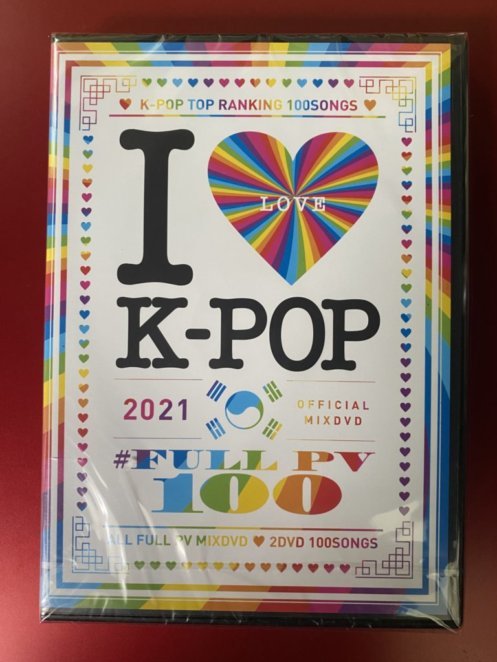 K-POP TOP RANKING 100SONGS
I
LOVE
K-POP
2021
OFFICIAL
MIXDVD
#FULL PV
100
ALL FULL PV MIXDVD ♥ 2DVD 100SONGS